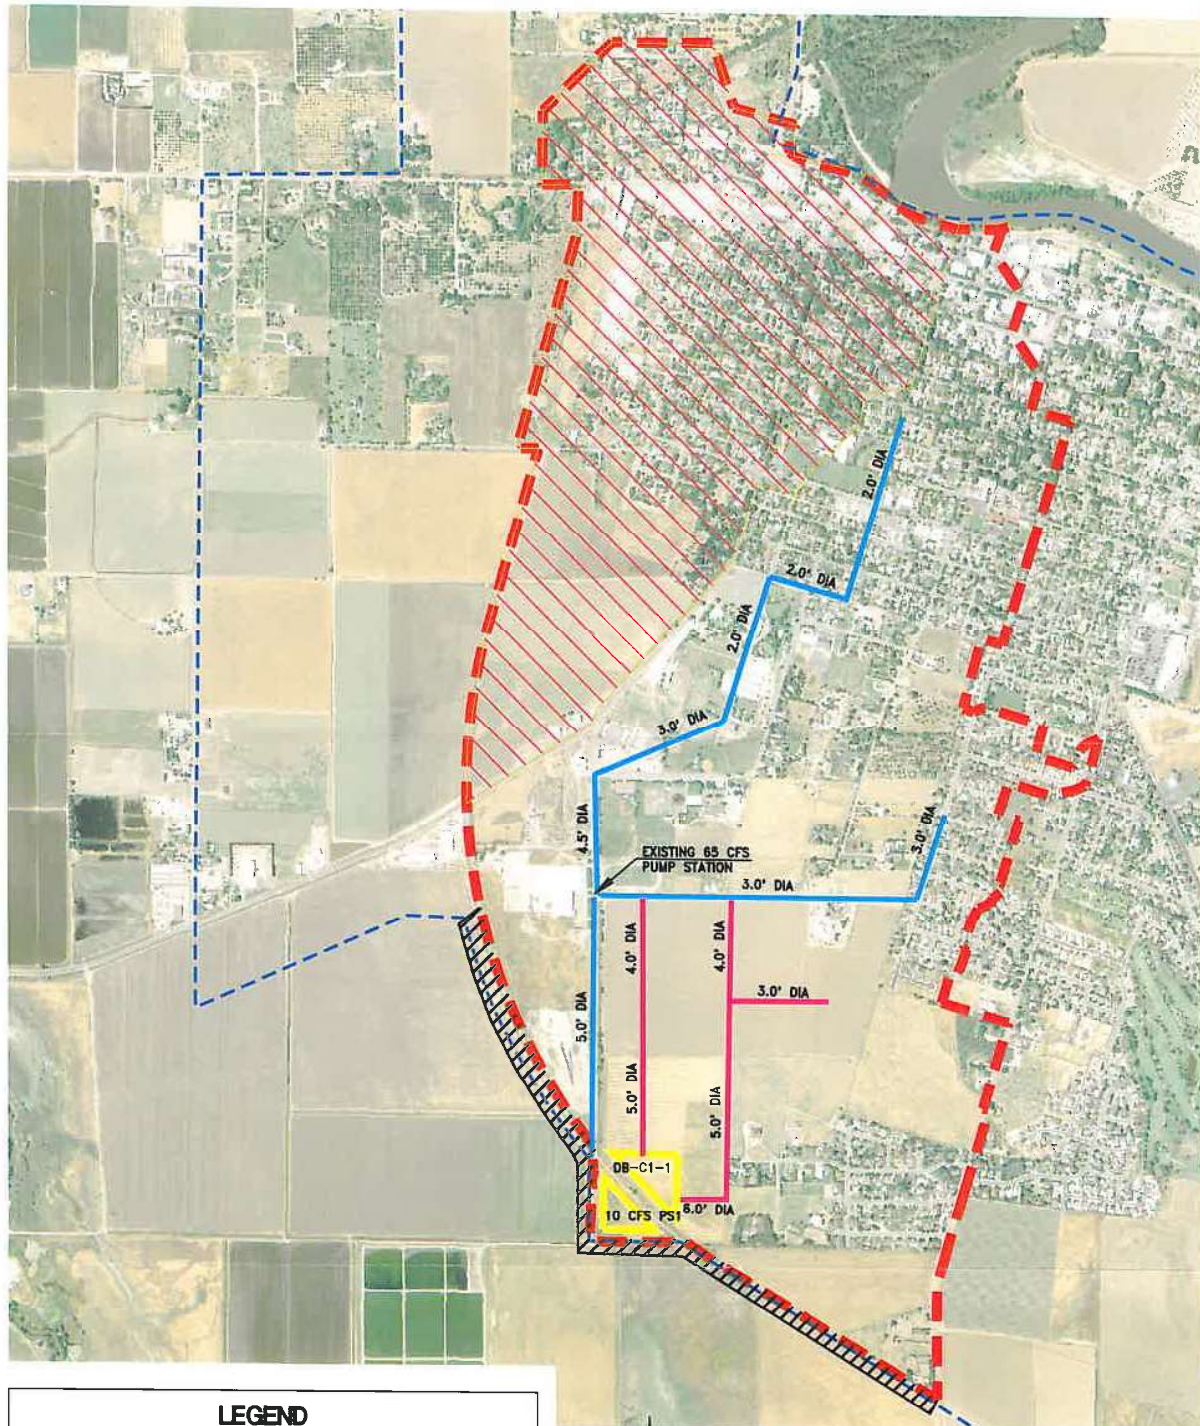 2.0' DIA
2.0' DIA
2.0' DIA
3.0' DIA
4.5' DIA
EXISTING 65 CFS
PUMP STATION
3.0' DIA
3.0' DIA
4.0' DIA
4.0' DIA
3.0' DIA
5.0' DIA
5.0' DIA
5.0' DIA
DB-C1-1
10 CFS PS1
6.0' DIA
LEGEND